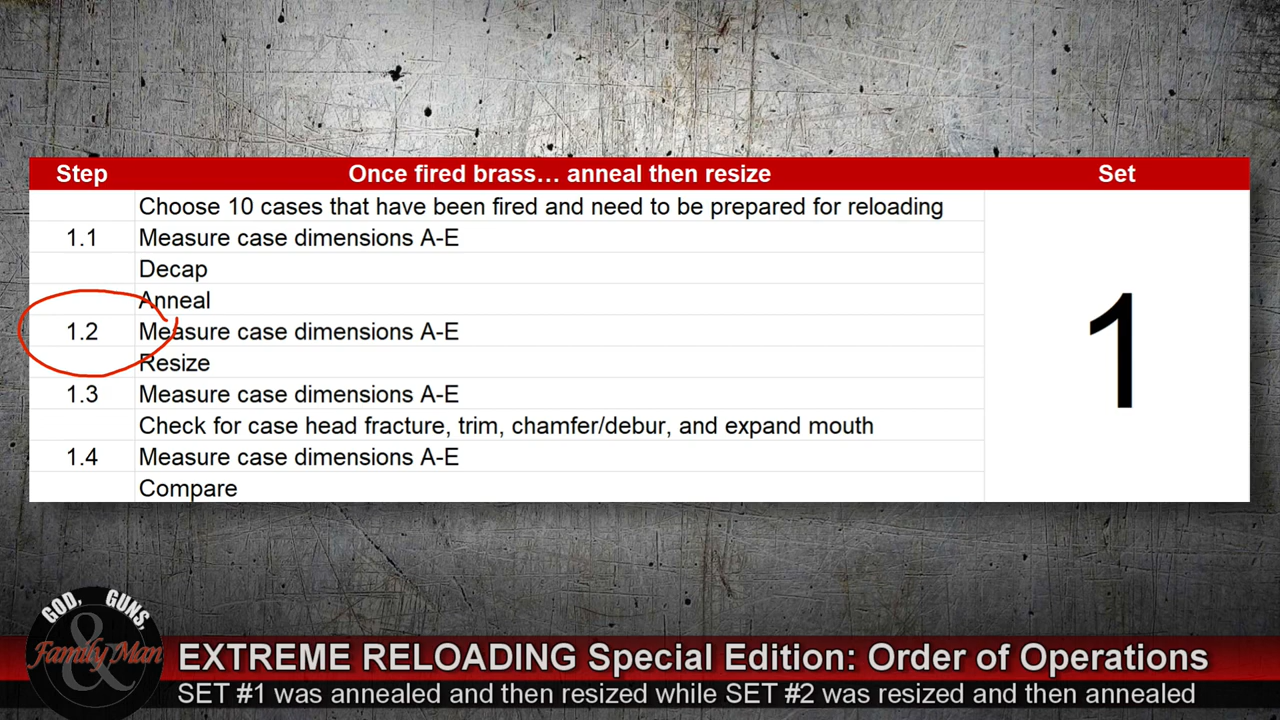 Step Once fired brass… anneal then resize Set
Choose 10 cases that have been fired and need to be prepared for reloading
1.1 Measure case dimensions A-E
Decap
Anneal
1.2 Measure case dimensions A-E
Resize
1.3 Measure case dimensions A-E
Check for case head fracture, trim, chamfer/debur, and expand mouth
1.4 Measure case dimensions A-E
Compare
1
GOD, GUNS,
&
Family Man
EXTREME RELOADING Special Edition: Order of Operations
SET #1 was annealed and then resized while SET #2 was resized and then annealed